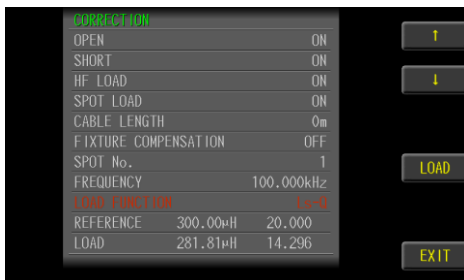 CORRECTION
OPEN ON
SHORT ON
HF LOAD ON
SPOT LOAD ON
CABLE LENGTH 0m
FIXTURE COMPENSATION OFF
SPOT No. 1
FREQUENCY 100.000kHz
LOAD FUNCTION Ls-Q
REFERENCE 300.00μH 20.000
LOAD 281.81μH 14.296
↑
↓
LOAD
EXIT